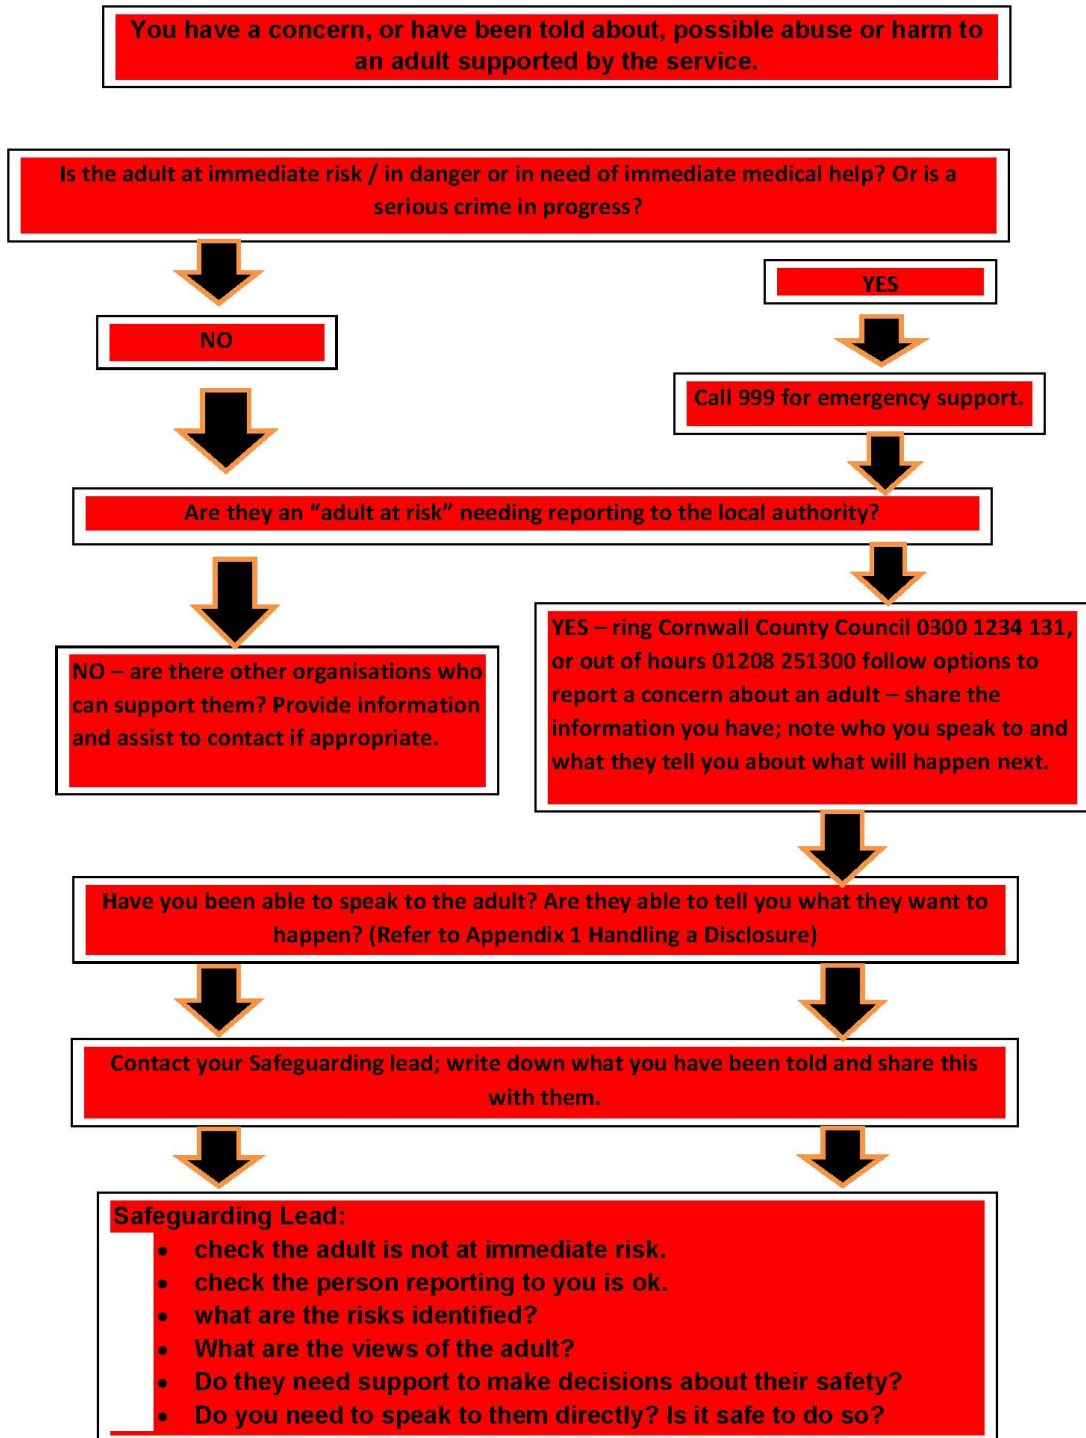 You have a concern, or have been told about, possible abuse or harm to
an adult supported by the service.
Is the adult at immediate risk / in danger or in need of immediate medical help? Or is a
serious crime in progress?
YES
NO
Call 999 for emergency support.
Are they an “adult at risk” needing reporting to the local authority?
NO – are there other organisations who
can support them? Provide information
and assist to contact if appropriate.
YES – ring Cornwall County Council 0300 1234 131,
or out of hours 01208 251300 follow options to
report a concern about an adult – share the
information you have; note who you speak to and
what they tell you about what will happen next.
Have you been able to speak to the adult? Are they able to tell you what they want to
happen? (Refer to Appendix 1 Handling a Disclosure)
Contact your Safeguarding lead; write down what you have been told and share this
with them.
Safeguarding Lead:
• check the adult is not at immediate risk.
• check the person reporting to you is ok.
• what are the risks identified?
• What are the views of the adult?
• Do they need support to make decisions about their safety?
• Do you need to speak to them directly? Is it safe to do so?